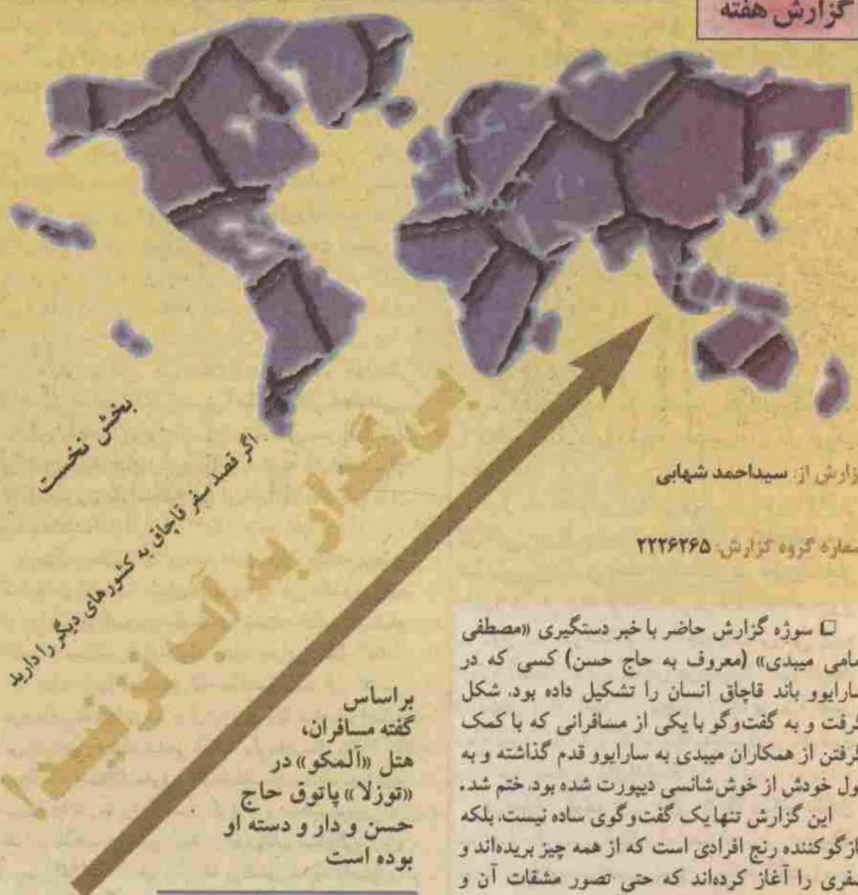 گزارش هفته
بخش نخست
اگر قصد سفر قاچاق به کشورهای دیگر را دارید
بی‌گدار به آب نزنید!
گزارش از: سیداحمد شهابی
شماره گروه گزارش: ۲۲۲۶۲۶۵
براساس
گفته مسافران،
هتل «آلمکو» در
«توزلا» پاتوق حاج
حسن و دار و دسته او
بوده است
❑ سوژه گزارش حاضر با خبر دستگیری «مصطفی
سامی میبدی» (معروف به حاج حسن) کسی که در
سارایوو باند قاچاق انسان را تشکیل داده بود، شکل
گرفت و به گفت‌وگو با یکی از مسافرانی که با کمک
گرفتن از همکاران میبدی به سارایوو قدم گذاشته و به
قول خودش از خوش‌شانسی دیپورت شده بود، ختم شد.
این گزارش تنها یک گفت‌وگوی ساده نیست، بلکه
بازگوکننده رنج افرادی است که از همه چیز بریده‌اند و
سفری را آغاز کرده‌اند که حتی تصور مشقات آن و